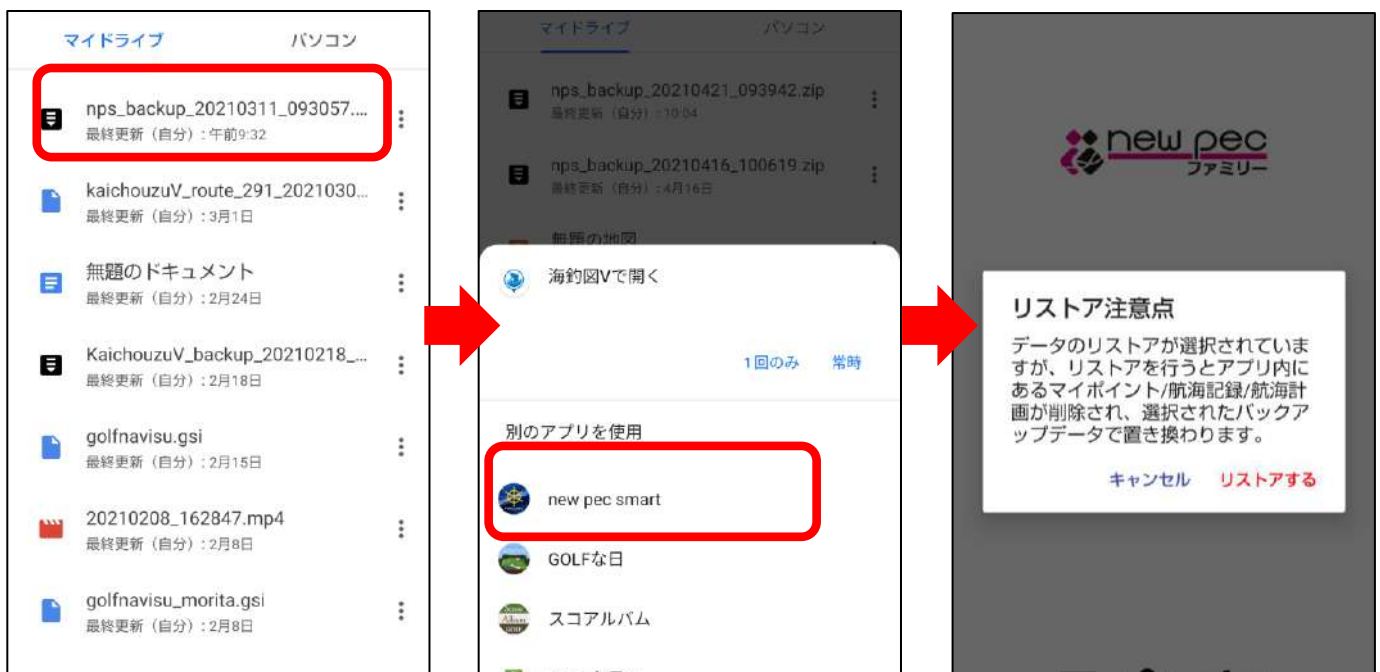 マイドライブ
パソコン
nps_backup_20210311_093057....
最終更新（自分）: 午前9:32
kaichouzuV_route_291_2021030...
最終更新（自分）: 3月1日
無題のドキュメント
最終更新（自分）: 2月24日
KaichouzuV_backup_20210218_...
最終更新（自分）: 2月18日
golfnavisu.gsi
最終更新（自分）: 2月15日
20210208_162847.mp4
最終更新（自分）: 2月8日
golfnavisu_morita.gsi
最終更新（自分）: 2月8日
マイドライブ
パソコン
nps_backup_20210421_093942.zip
最終更新（自分）: 10:04
nps_backup_20210416_100619.zip
最終更新（自分）: 4月16日
無題の地図
海釣図Vで開く
1回のみ
常時
別のアプリを使用
new pec smart
GOLFな日
スコアルバム
new pec
ファミリー
リストア注意点
データのリストアが選択されていま
すが、リストアを行うとアプリ内に
あるマイポイント/航海記録/航海計
画が削除され、選択されたバックア
ップデータで置き換わります。
キャンセル
リストアする